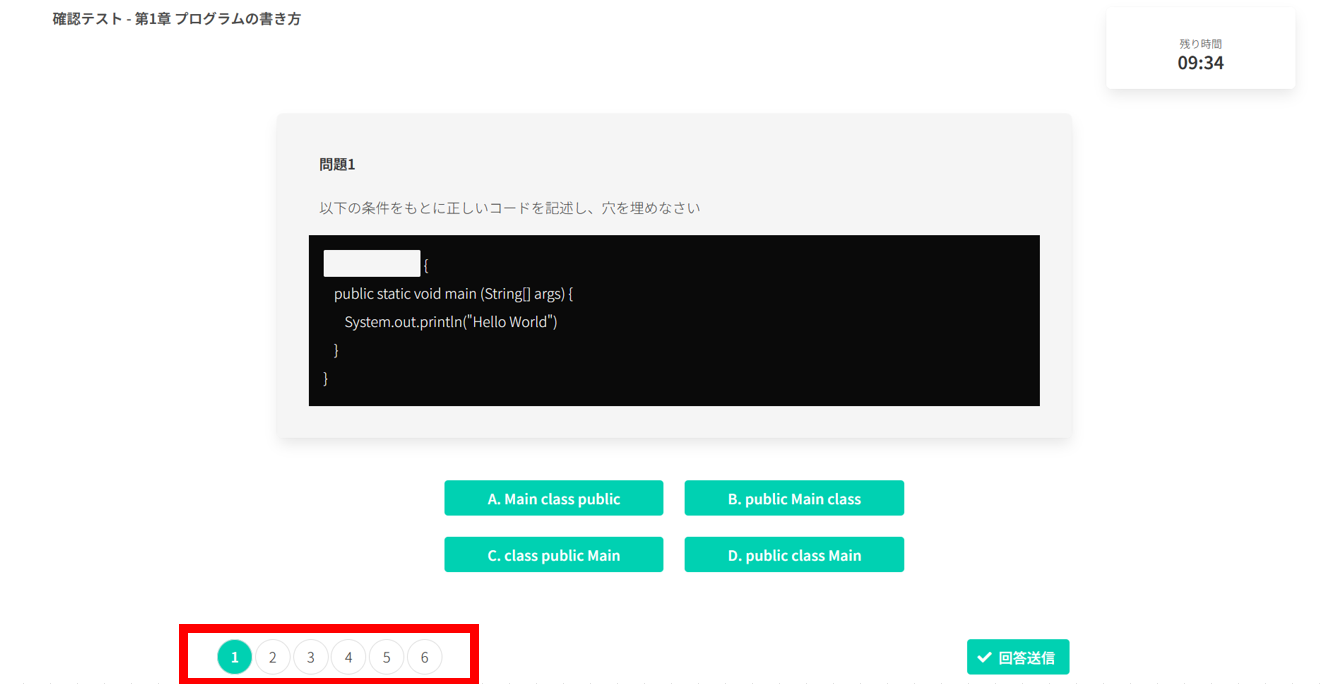 確認テスト - 第1章 プログラムの書き方
残り時間
09:34
問題1
以下の条件をもとに正しいコードを記述し、穴を埋めなさい
{
public static void main (String[] args) {
System.out.println("Hello World")
}
}
A. Main class public
B. public Main class
C. class public Main
D. public class Main
1 2 3 4 5 6
回答送信